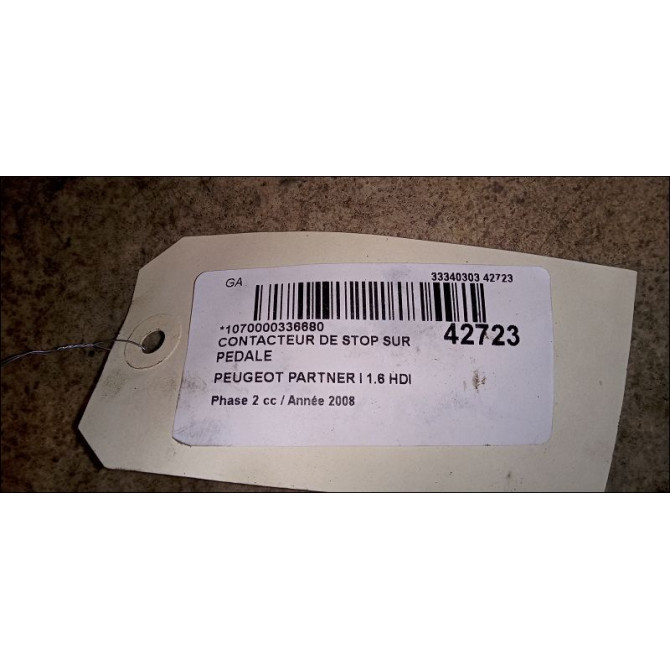 GA
33340303 42723
*1070000336680
42723
CONTACTEUR DE STOP SUR
PEDALE
PEUGEOT PARTNER I 1.6 HDI
Phase 2 cc / Année 2008